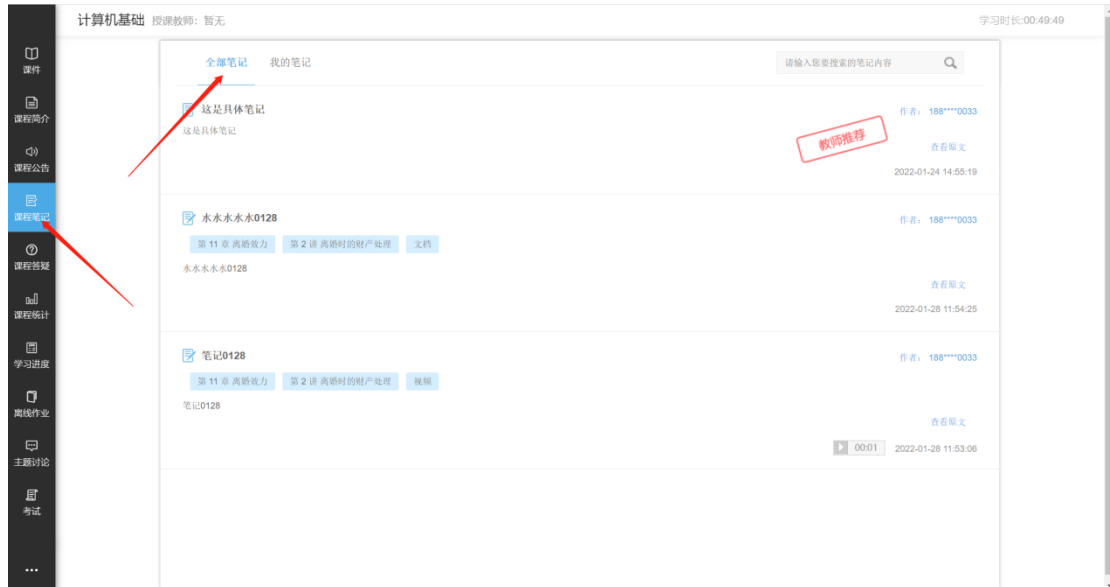 计算机基础 授课教师：暂无 学习时长:00:49:49
课件
课程简介
课程公告
课程笔记
课程答疑
课程统计
学习进度
离线作业
主题讨论
考试
全部笔记 我的笔记 请输入您要搜索的笔记内容
这是具体笔记 作者：188****0033
这是具体笔记
教师推荐
查看原文
2022-01-24 14:55:19
水水水水水0128 作者：188****0033
第 11 章 离婚效力 第 2 讲 离婚时的财产处理 文档
水水水水水0128
查看原文
2022-01-28 11:54:25
笔记0128 作者：188****0033
第 11 章 离婚效力 第 2 讲 离婚时的财产处理 视频
笔记0128
查看原文
00:01 2022-01-28 11:53:06